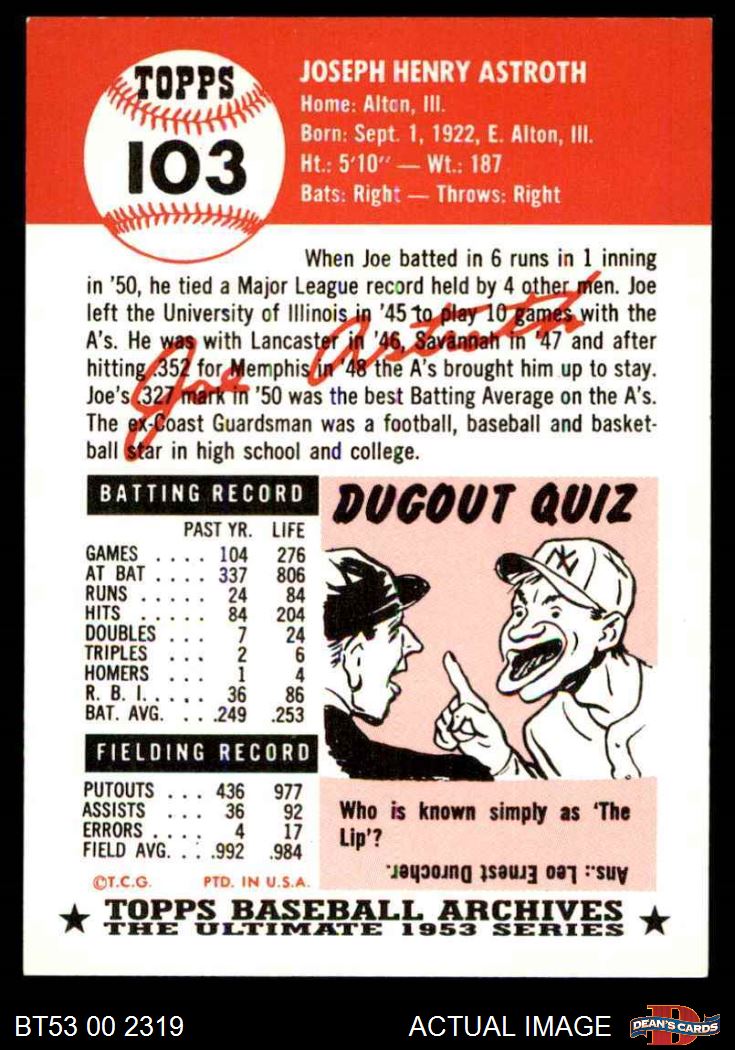 TOPPS
103
JOSEPH HENRY ASTROTH
Home: Alton, Ill.
Born: Sept. 1, 1922, E. Alton, Ill.
Ht.: 5'10" — Wt.: 187
Bats: Right — Throws: Right
When Joe batted in 6 runs in 1 inning
in '50, he tied a Major League record held by 4 other men. Joe
left the University of Illinois in '45 to play 10 games with the
A's. He was with Lancaster in '46, Savannah in '47 and after
hitting .352 for Memphis in '48 the A's brought him up to stay.
Joe's .327 mark in '50 was the best Batting Average on the A's.
The ex-Coast Guardsman was a football, baseball and basket-
ball star in high school and college.
Joe Astroth
BATTING RECORD
PAST YR. LIFE
GAMES .... 104 276
AT BAT .... 337 806
RUNS .... 24 84
HITS ..... 84 204
DOUBLES ... 7 24
TRIPLES ... 2 6
HOMERS ... 1 4
R. B. I. ... 36 86
BAT. AVG. ...249 .253
FIELDING RECORD
PUTOUTS ... 436 977
ASSISTS ... 36 92
ERRORS .... 4 17
FIELD AVG. ...992 .984
©T.C.G. PTD. IN U.S.A.
DUGOUT QUIZ
NY
Who is known simply as 'The
Lip'?
Ans.: Leo Ernest Durocher.
★ TOPPS BASEBALL ARCHIVES ★
THE ULTIMATE 1953 SERIES
BT53 00 2319
ACTUAL IMAGE
D
DEAN'S CARDS